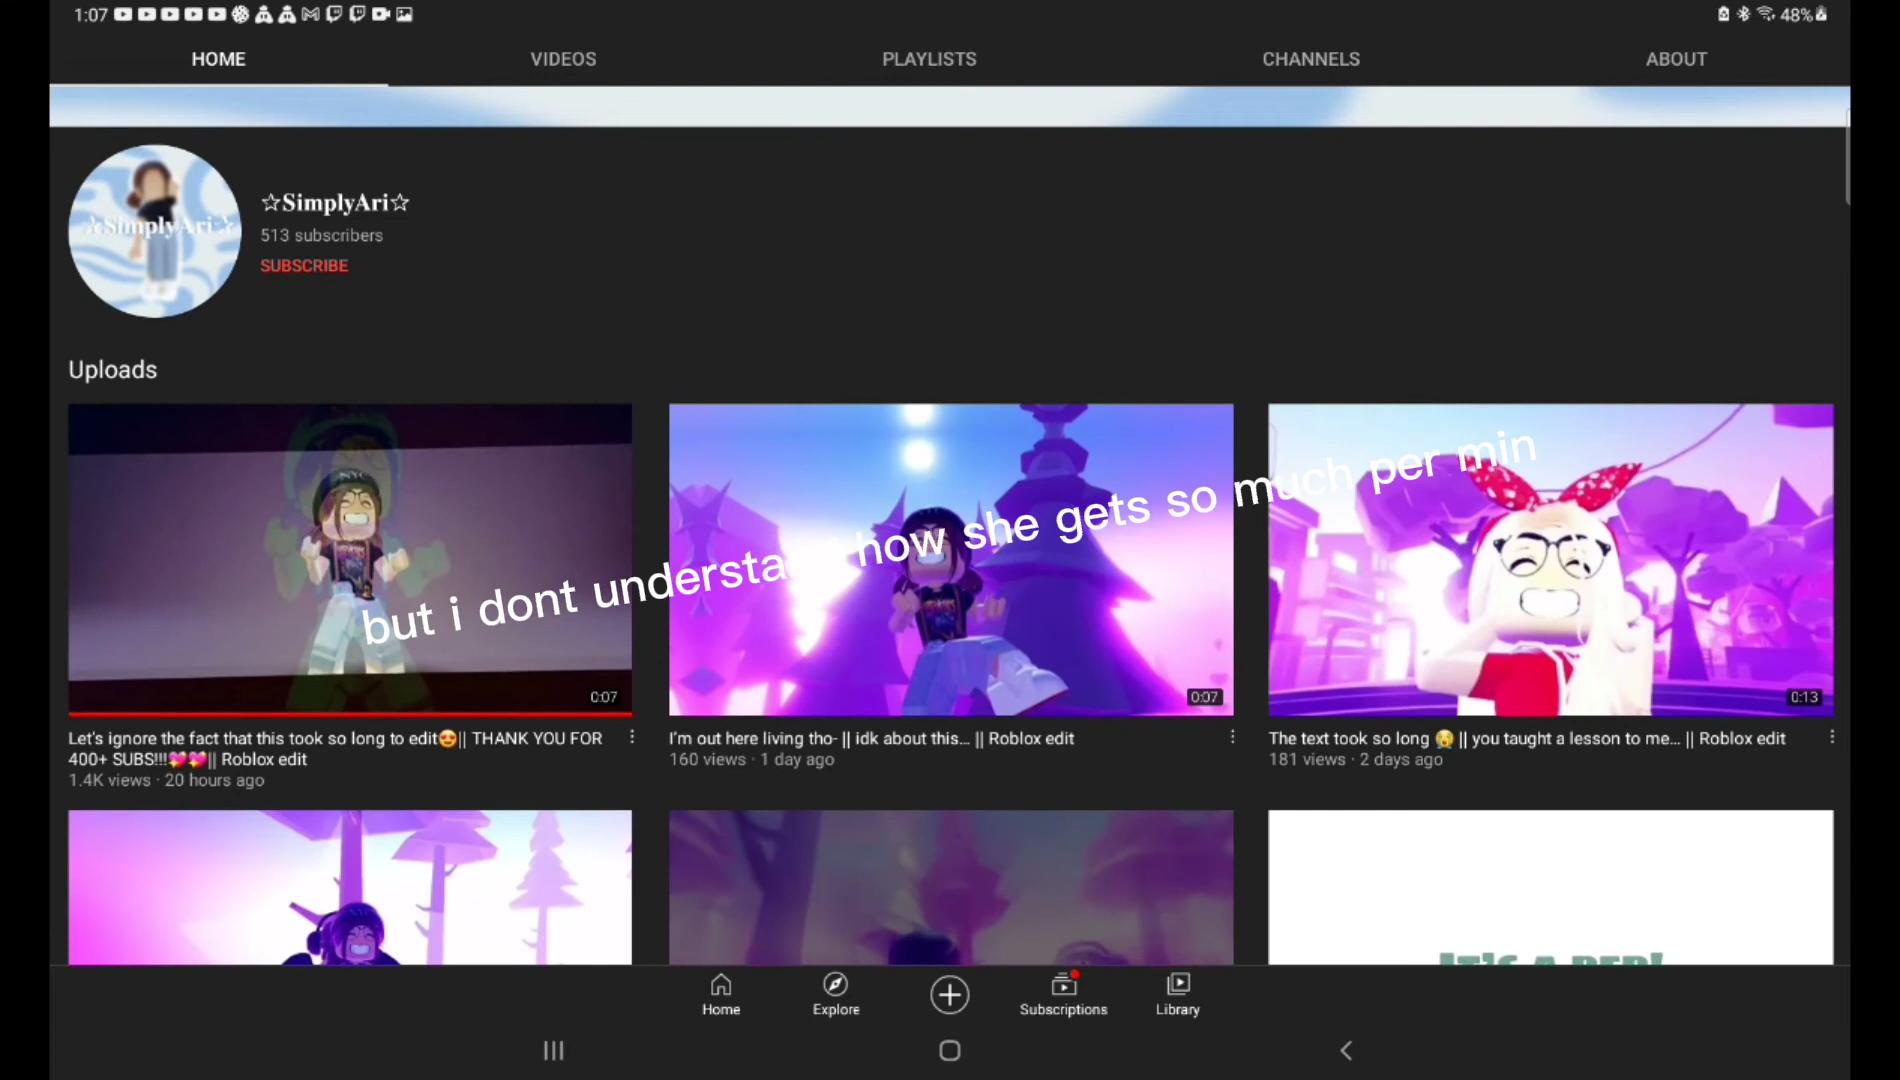 1:07
48%
HOME
VIDEOS
PLAYLISTS
CHANNELS
ABOUT
☆SimplyAri☆
☆SimplyAri☆
513 subscribers
SUBSCRIBE
Uploads
NYC
but i dont understand how she gets so much per min
0:07
0:07
0:13
Let's ignore the fact that this took so long to edit😍|| THANK YOU FOR
400+ SUBS!!!💖💖|| Roblox edit
1.4K views · 20 hours ago
I'm out here living tho- || idk about this... || Roblox edit
160 views · 1 day ago
The text took so long 😭 || you taught a lesson to me... || Roblox edit
181 views · 2 days ago
Home
Explore
Subscriptions
Library